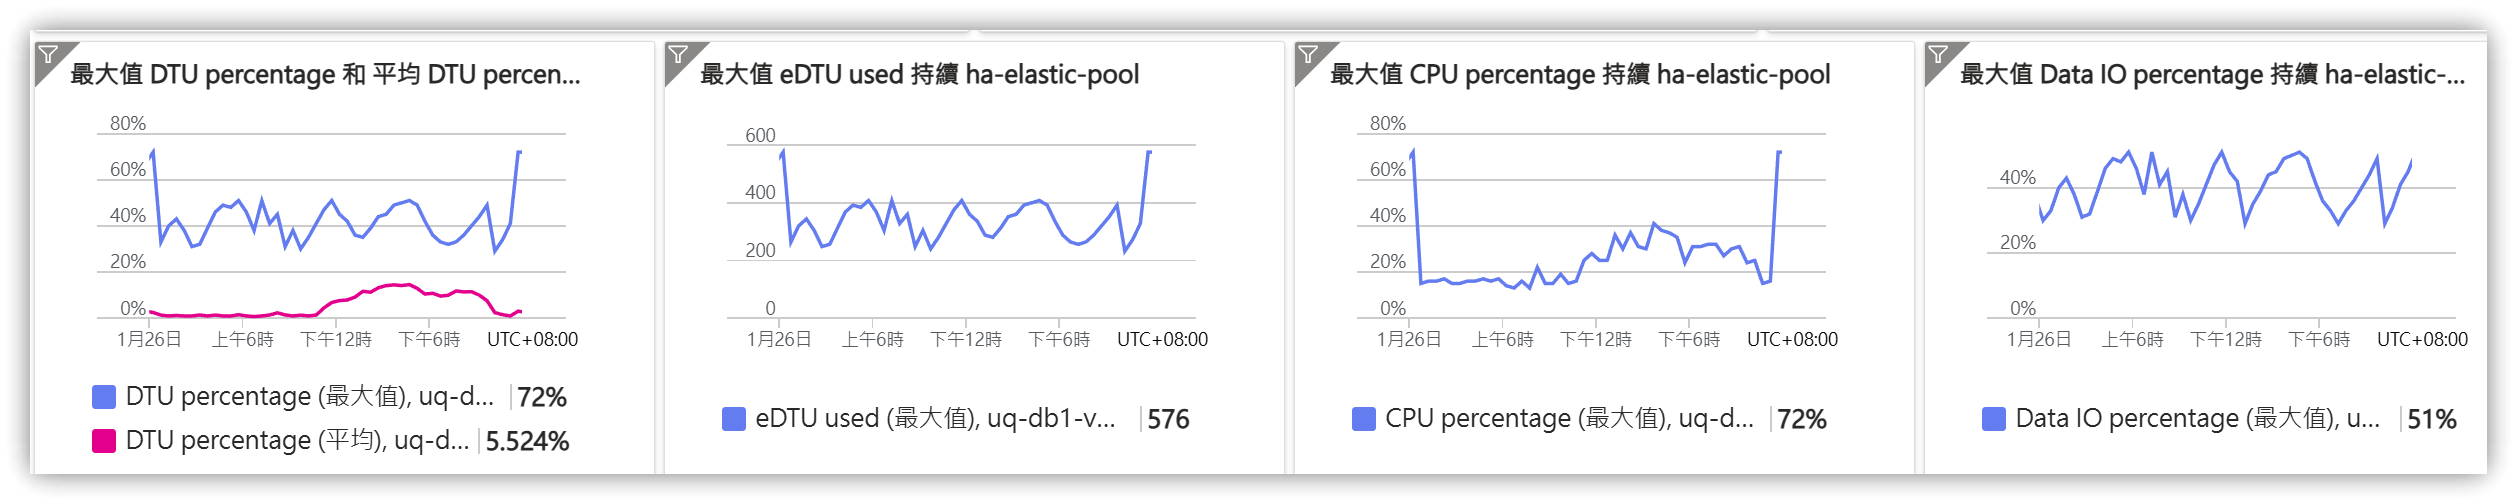 最大值 DTU percentage 和 平均 DTU percen...
80%
60%
40%
20%
0%
1月26日 上午6時 下午12時 下午6時 UTC+08:00
DTU percentage (最大值), uq-d... 72%
DTU percentage (平均), uq-d... 5.524%
最大值 eDTU used 持續 ha-elastic-pool
600
400
200
0
1月26日 上午6時 下午12時 下午6時 UTC+08:00
eDTU used (最大值), uq-db1-v... 576
最大值 CPU percentage 持續 ha-elastic-pool
80%
60%
40%
20%
0%
1月26日 上午6時 下午12時 下午6時 UTC+08:00
CPU percentage (最大值), uq-d... 72%
最大值 Data IO percentage 持續 ha-elastic-...
40%
20%
0%
1月26日 上午6時 下午12時 下午6時 UTC+08:00
Data IO percentage (最大值), u... 51%